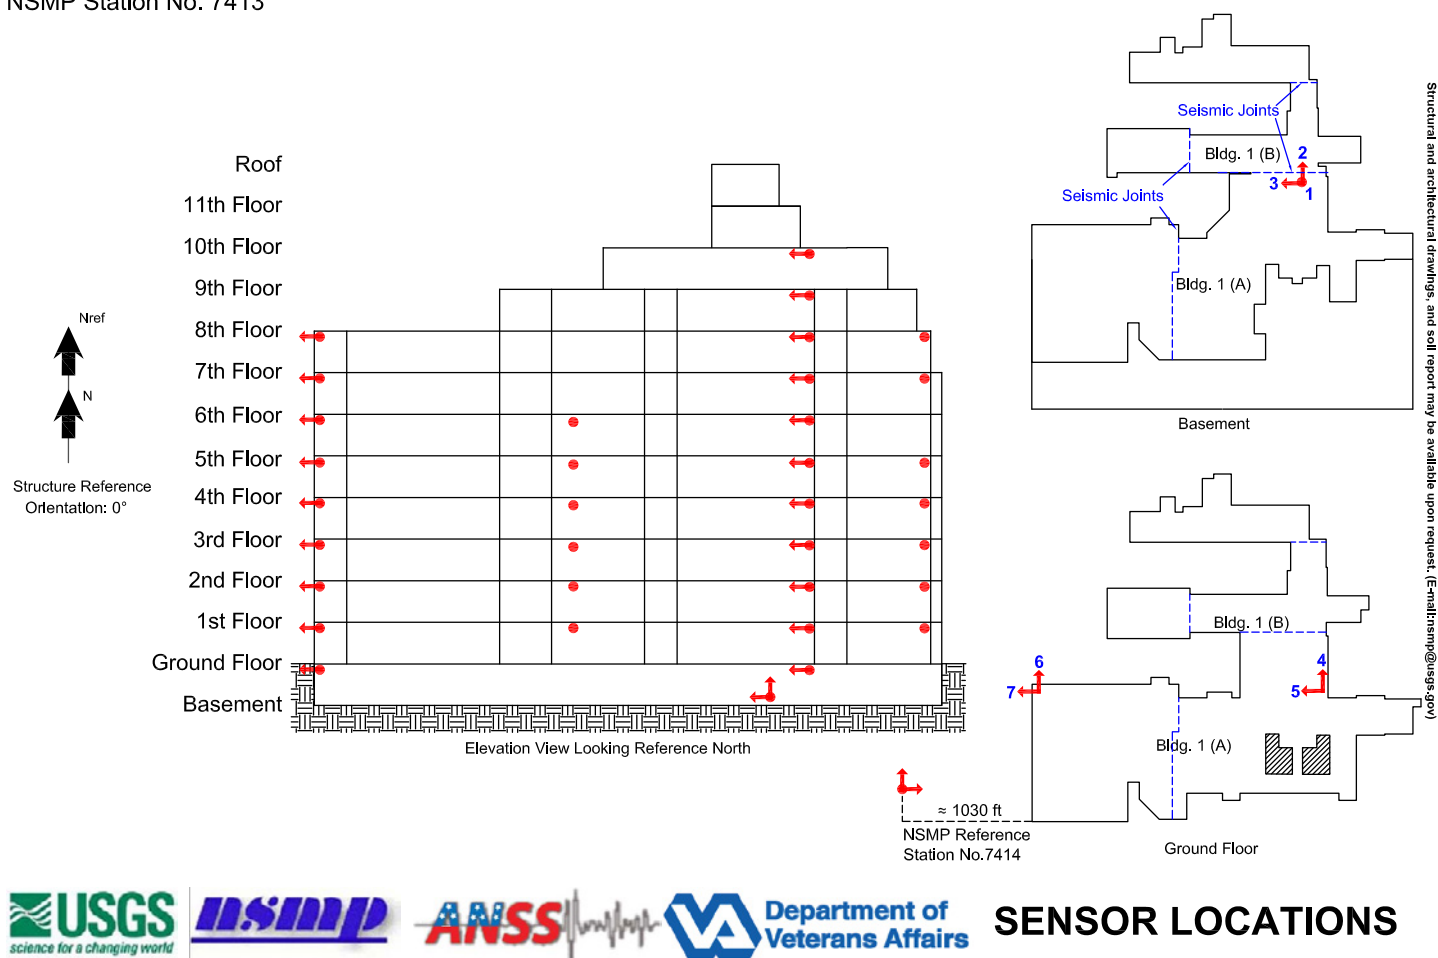 NSMP Station No. 7413
Roof
11th Floor
10th Floor
9th Floor
8th Floor
7th Floor
6th Floor
5th Floor
4th Floor
3rd Floor
2nd Floor
1st Floor
Ground Floor
Basement
Nref
N
Structure Reference
Orientation: 0°
Elevation View Looking Reference North
Seismic Joints
Bldg. 1 (B)
2
3
1
Seismic Joints
Bldg. 1 (A)
Basement
Bldg. 1 (B)
6
7
4
5
Bldg. 1 (A)
Ground Floor
≈ 1030 ft
NSMP Reference
Station No.7414
Structural and architectural drawings, and soil report may be available upon request. (E-mail:nsmp@usgs.gov)
USGS
science for a changing world
nsmp
ANSS
VA
Department of
Veterans Affairs
SENSOR LOCATIONS